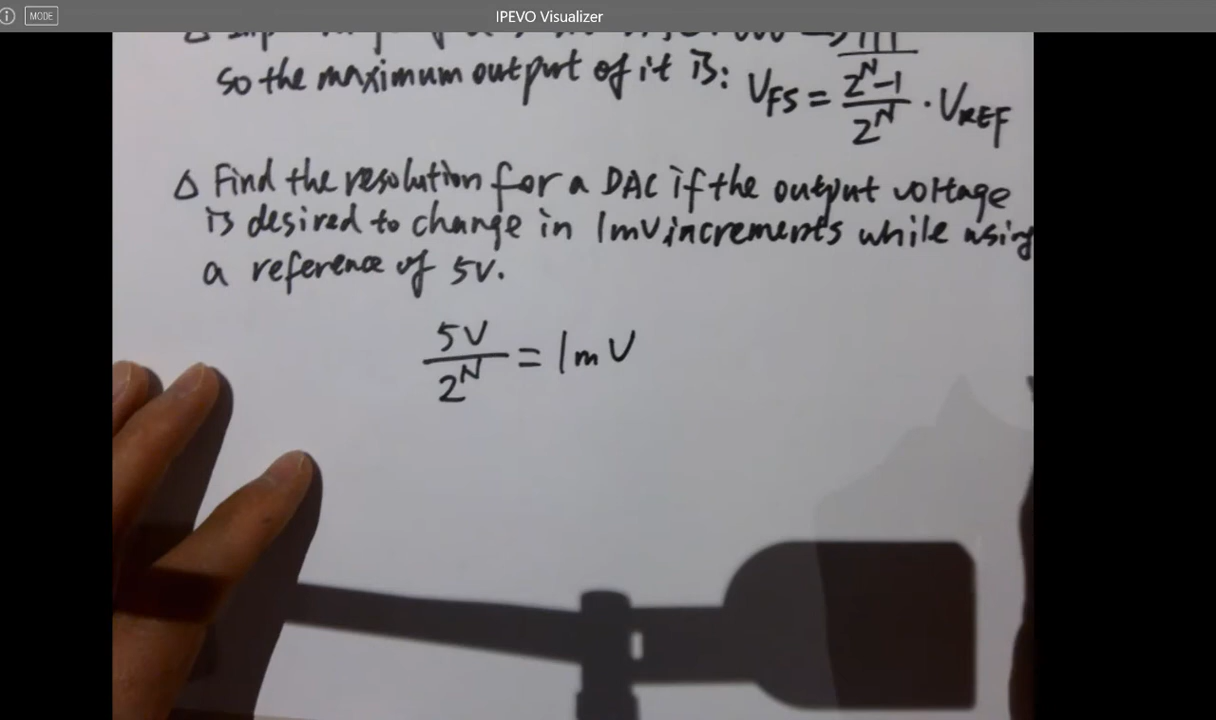 MODE
IPEVO Visualizer
so the maximum output of it is: V_FS = (2^N-1)/(2^N) · V_REF
Δ Find the resolution for a DAC if the output voltage
is desired to change in 1mV increments while using
a reference of 5V.
5V/2^N = 1mV